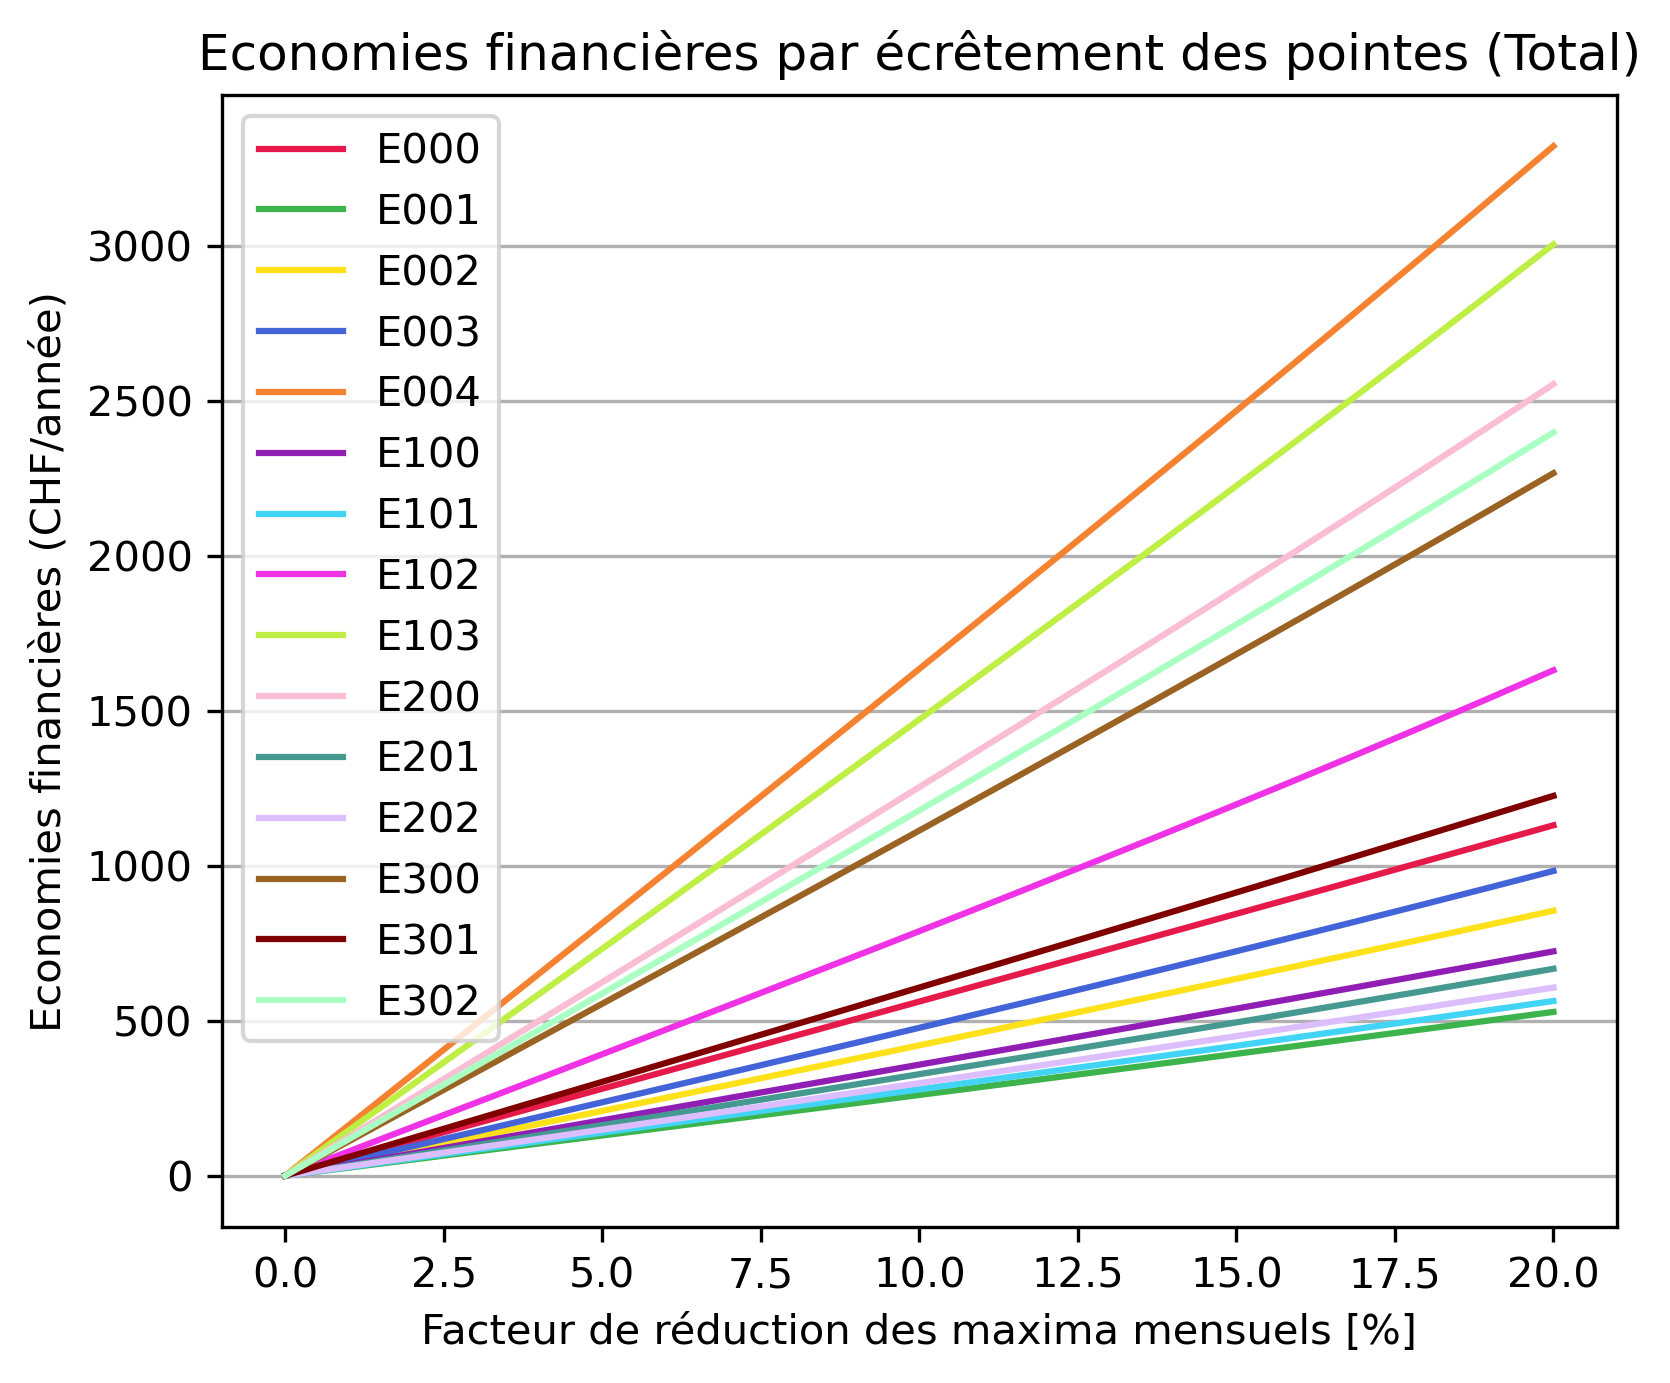 Economies financières par écrêtement des pointes (Total)
E000
E001
E002
E003
E004
E100
E101
E102
E103
E200
E201
E202
E300
E301
E302
Economies financières (CHF/année)
3000
2500
2000
1500
1000
500
0
0.0 2.5 5.0 7.5 10.0 12.5 15.0 17.5 20.0
Facteur de réduction des maxima mensuels [%]